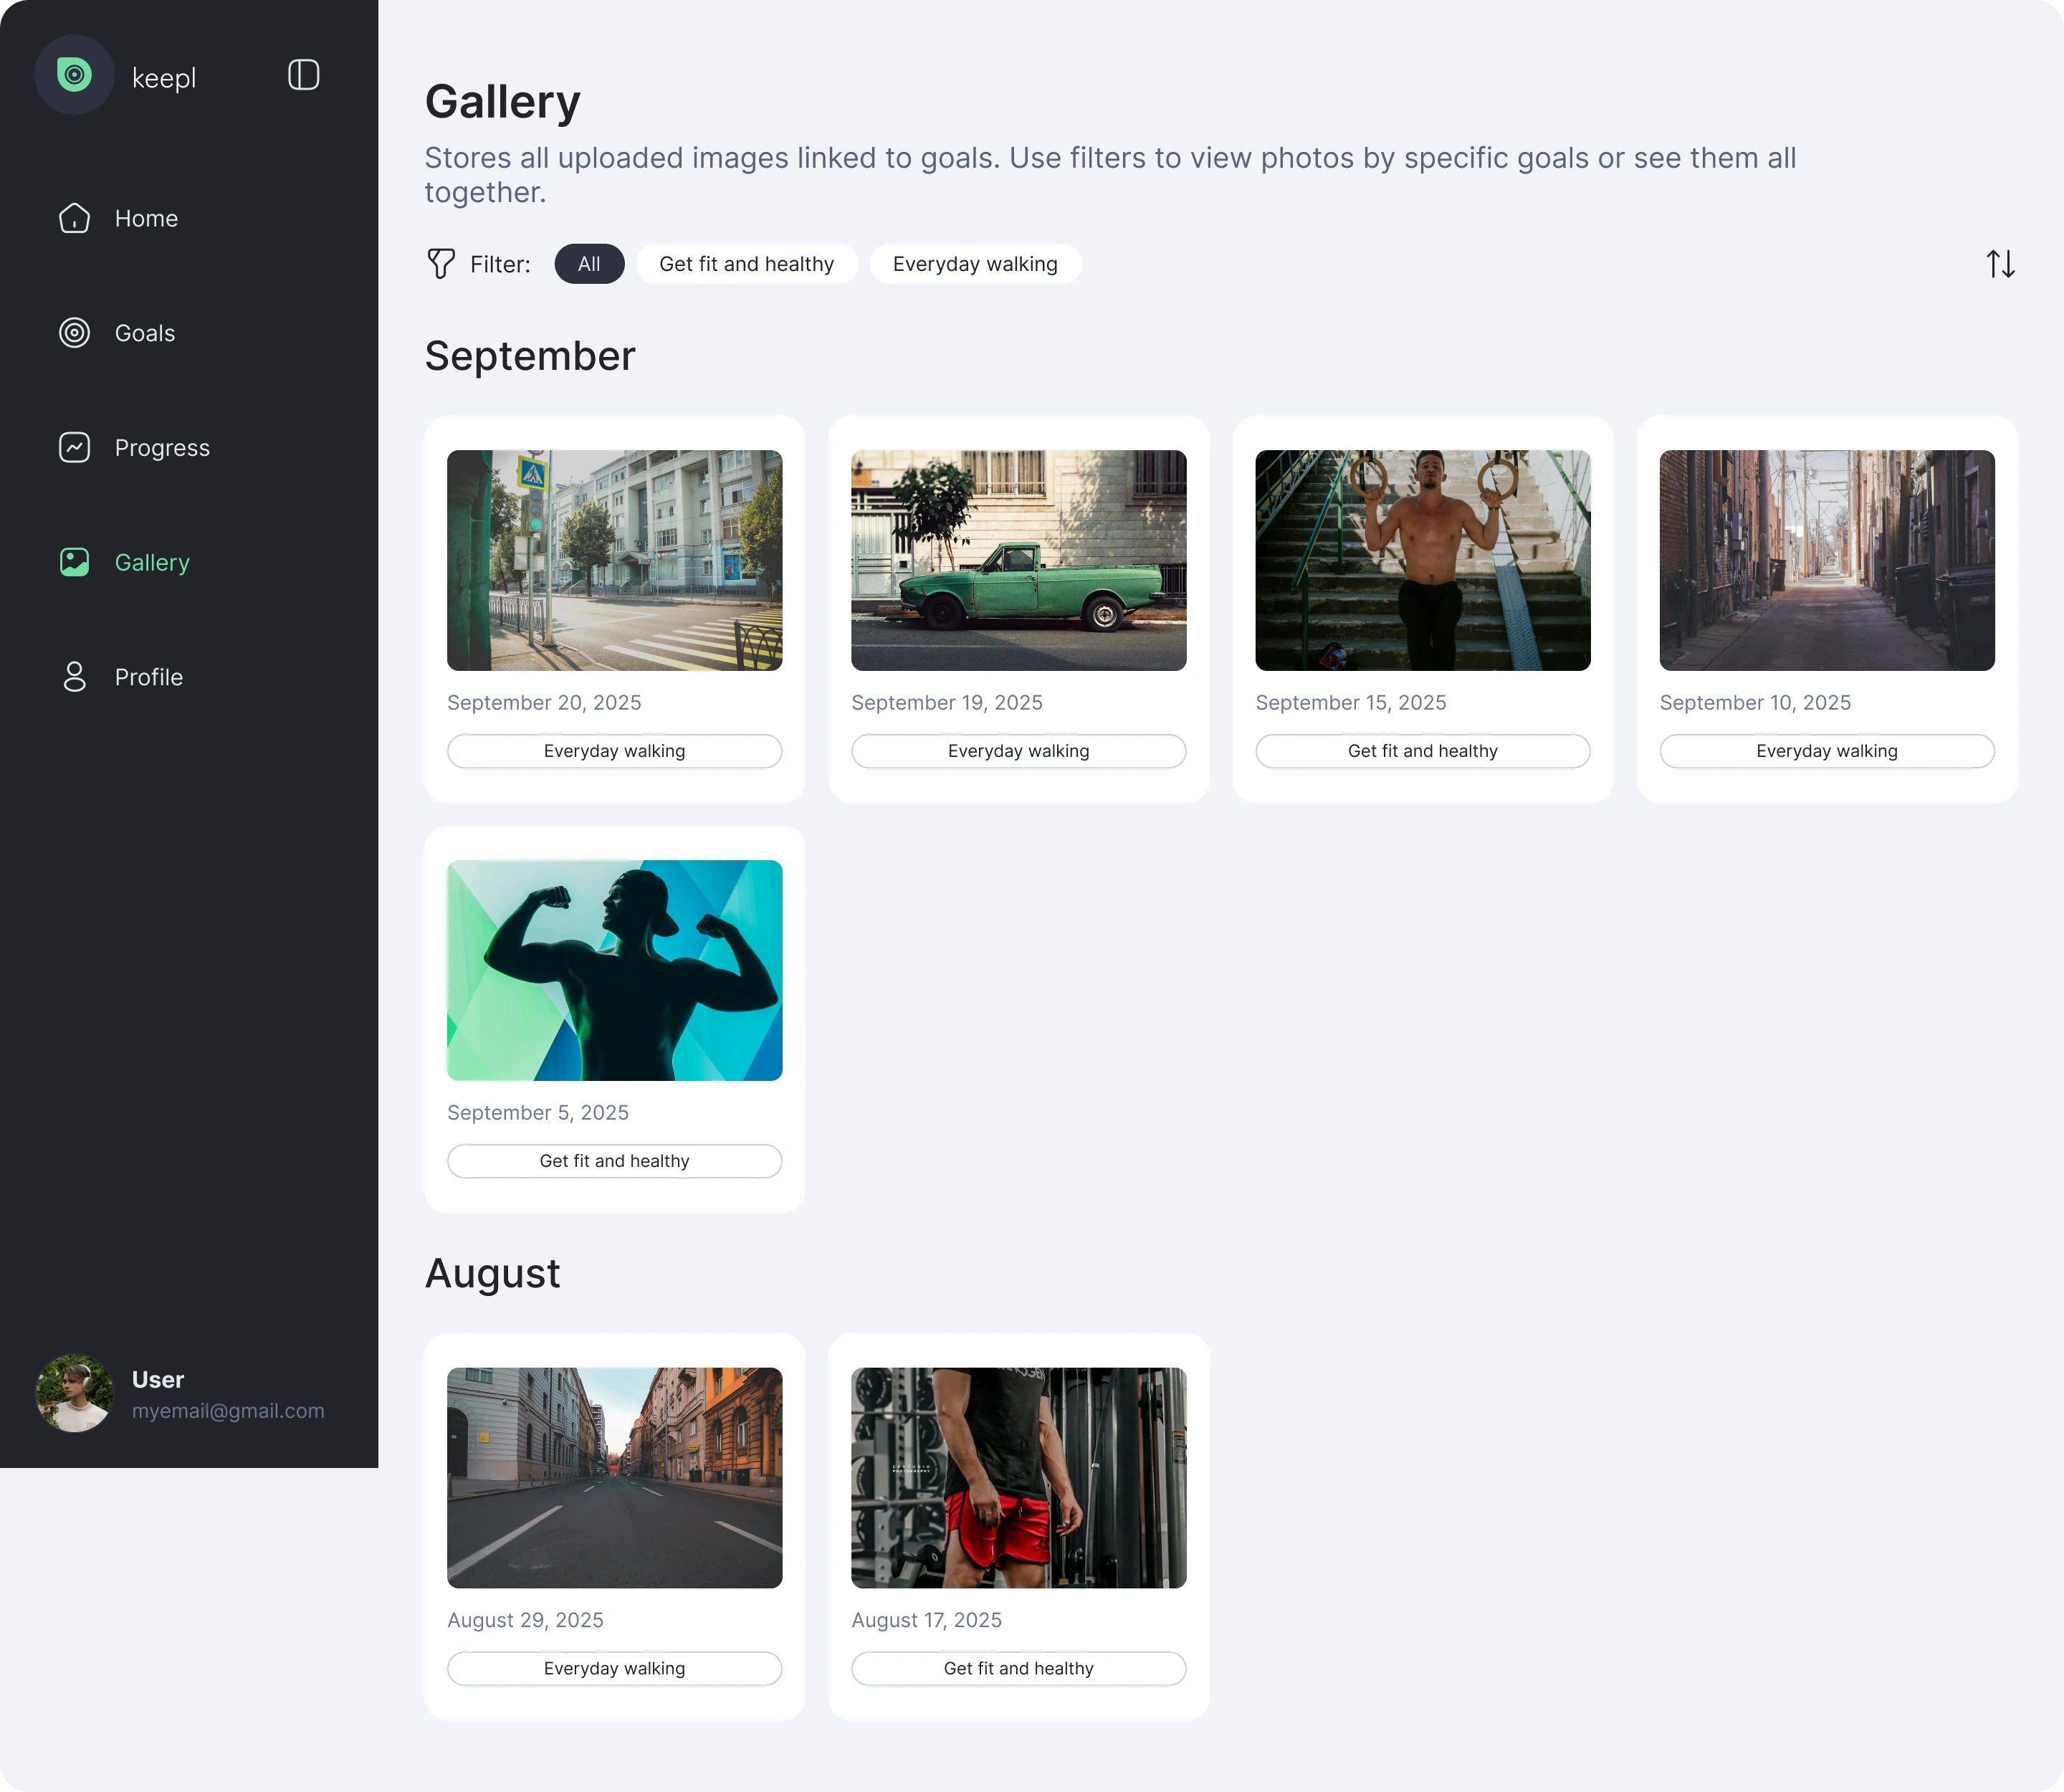 keepl
Home
Goals
Progress
Gallery
Profile
User
myemail@gmail.com
Gallery
Stores all uploaded images linked to goals. Use filters to view photos by specific goals or see them all
together.
Filter:
All
Get fit and healthy
Everyday walking
September
September 20, 2025
Everyday walking
September 19, 2025
Everyday walking
September 15, 2025
Get fit and healthy
September 10, 2025
Everyday walking
September 5, 2025
Get fit and healthy
August
August 29, 2025
Everyday walking
August 17, 2025
Get fit and healthy